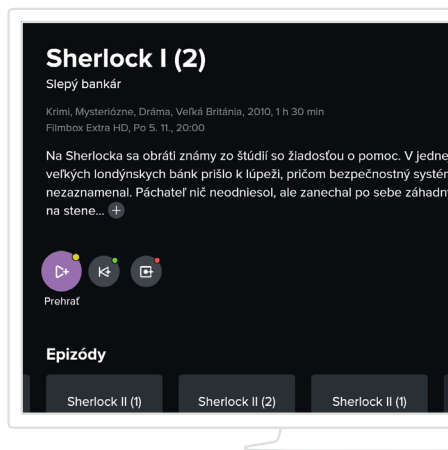 Sherlock I (2)
Slepý bankár
Krimi, Mysteriózne, Dráma, Veľká Británia, 2010, 1 h 30 min
Filmbox Extra HD, Po 5. 11., 20:00
Na Sherlocka sa obráti známy zo štúdií so žiadosťou o pomoc. V jednej
veľkých londýnskych bánk prišlo k lúpeži, pričom bezpečnostný systém
nezaznamenal. Páchateľ nič neodniesol, ale zanechal po sebe záhadn
na stene...
Prehrať
Epizódy
Sherlock II (1) Sherlock II (2) Sherlock II (1)